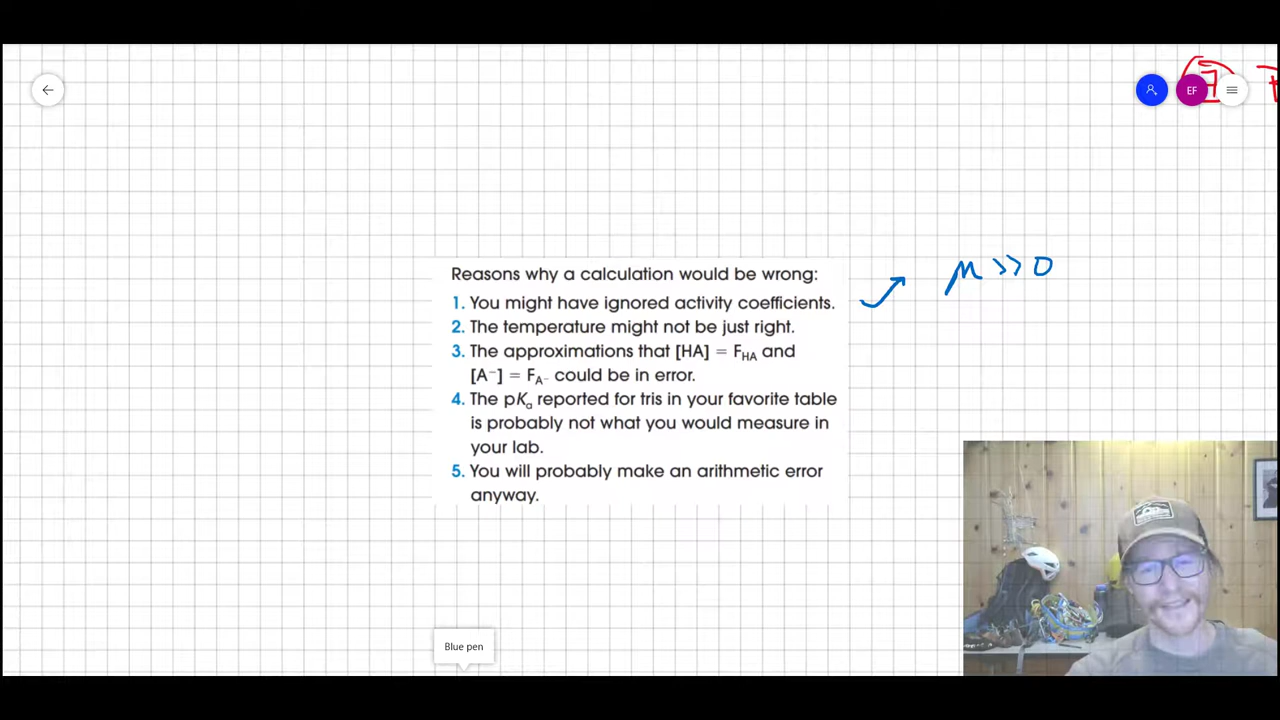 7
EF
Reasons why a calculation would be wrong:
1. You might have ignored activity coefficients.
2. The temperature might not be just right.
3. The approximations that [HA] = F_HA and
[A⁻] = F_A⁻ could be in error.
4. The pKₐ reported for tris in your favorite table
is probably not what you would measure in
your lab.
5. You will probably make an arithmetic error
anyway.
μ >> 0
Blue pen